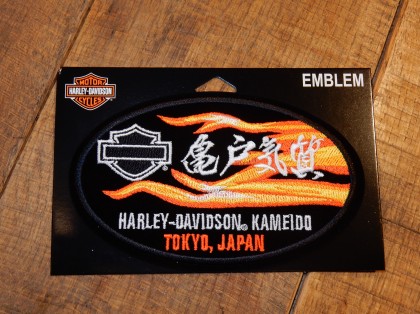 MOTOR
HARLEY-DAVIDSON
CYCLES
EMBLEM
亀戸気質
®
HARLEY-DAVIDSON® KAMEIDO
TOKYO, JAPAN